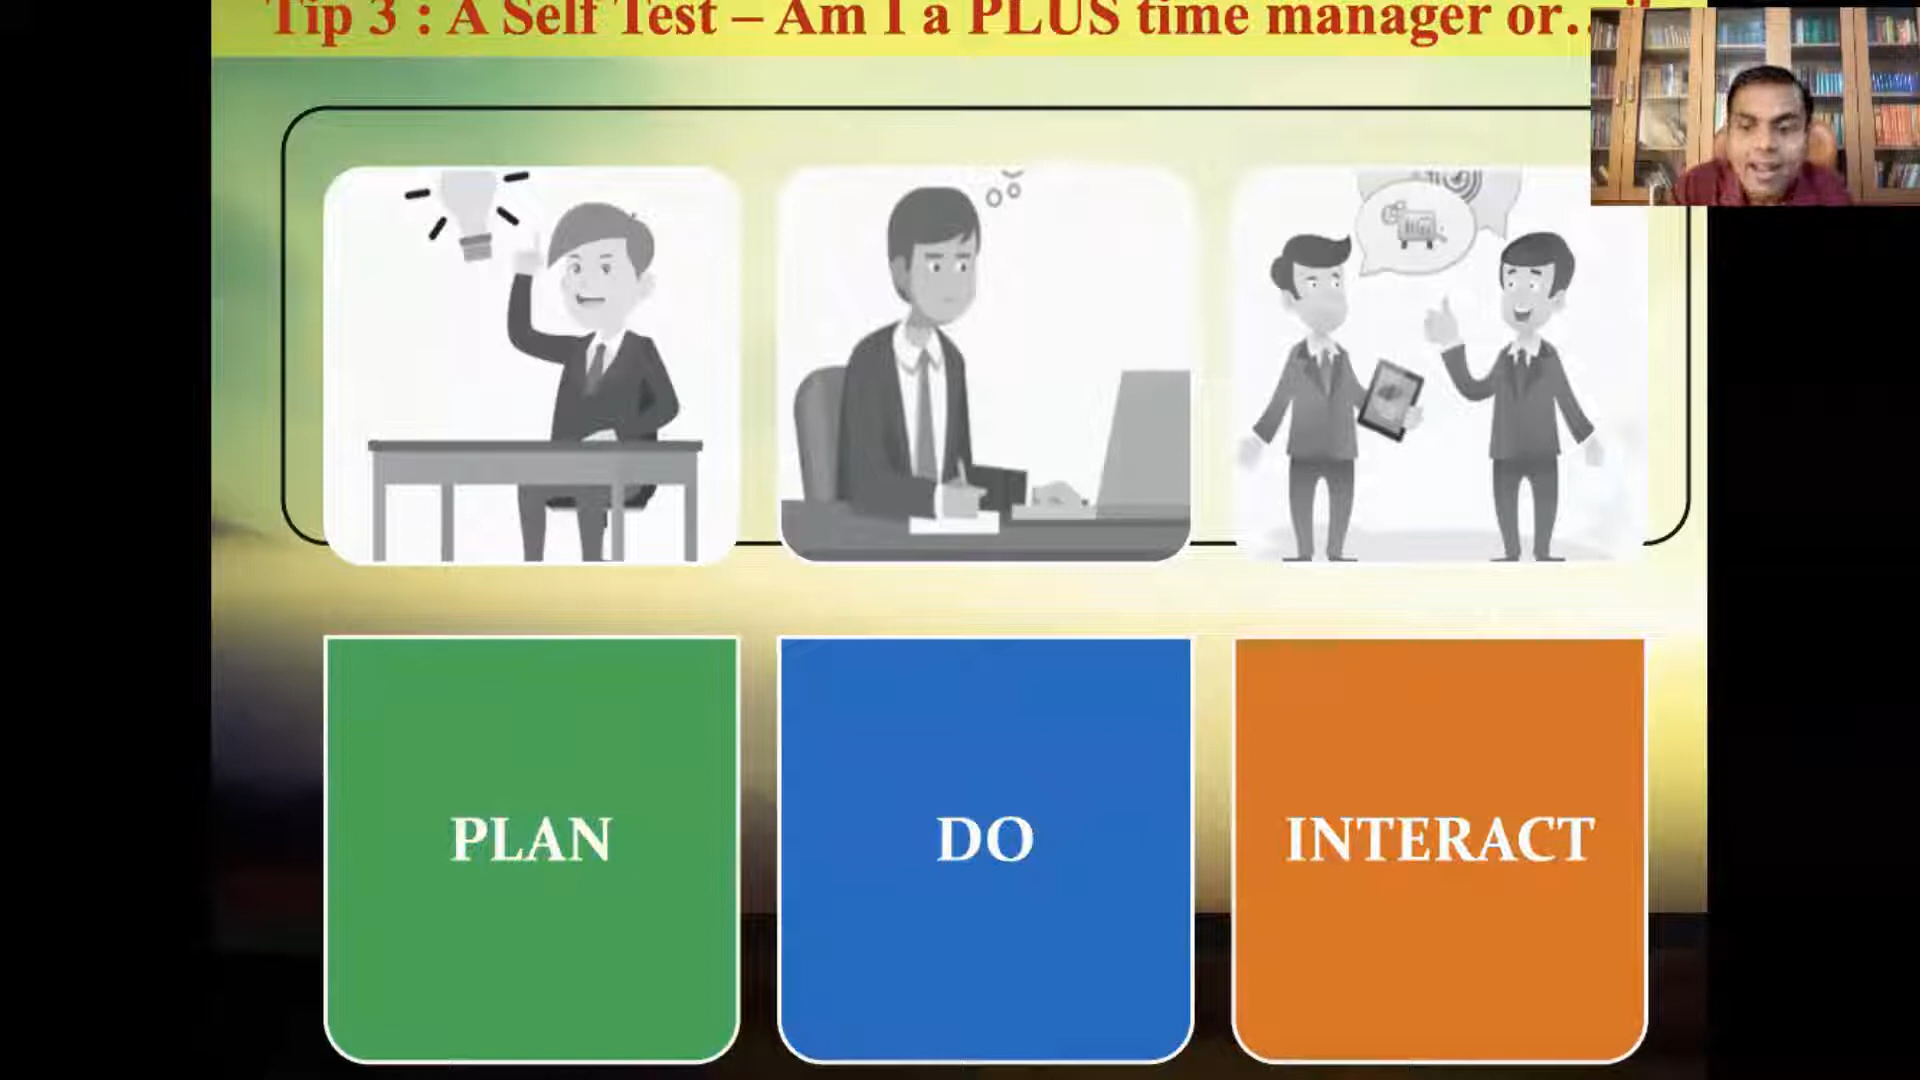 Tip 3 : A Self Test – Am I a PLUS time manager or..
PLAN
DO
INTERACT